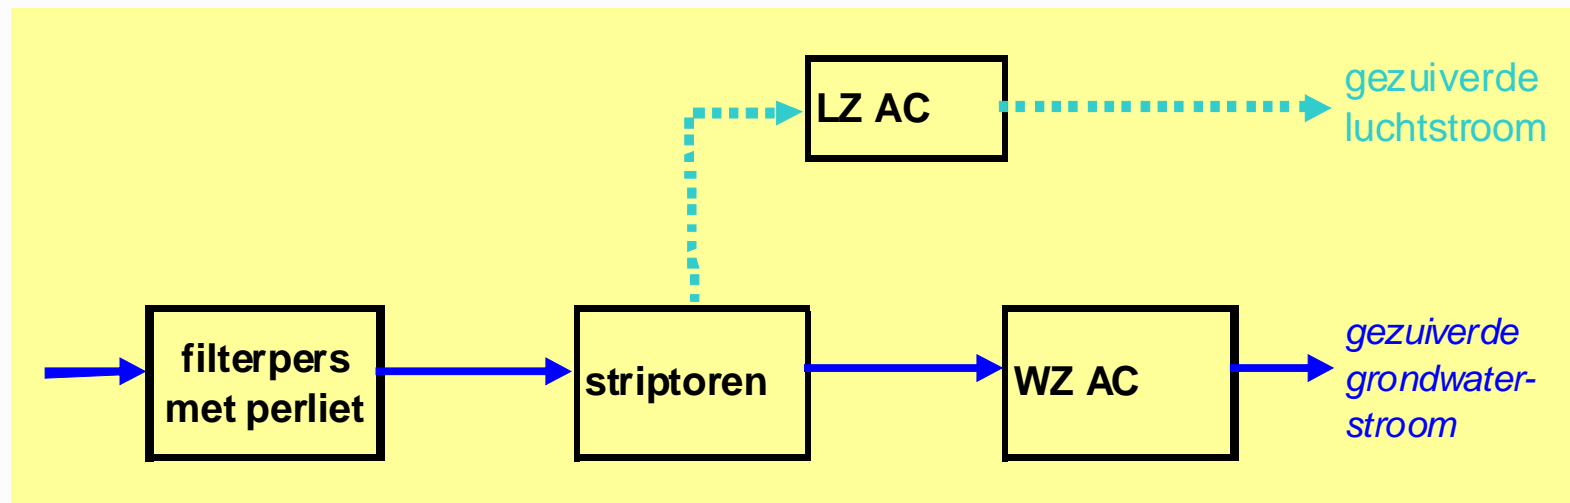 LZ AC
gezuiverde
luchtstroom
filterpers
met perliet
striptoren
WZ AC
gezuiverde
grondwater-
stroom